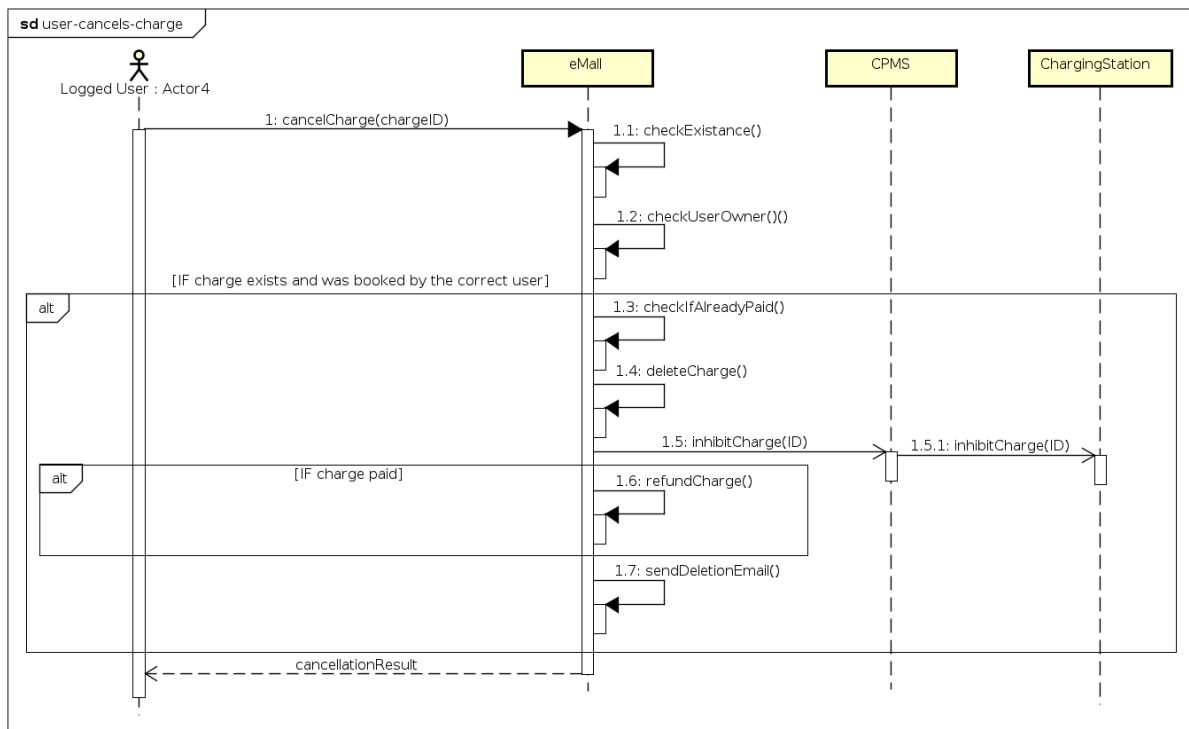 sd user-cancels-charge
Logged User : Actor4
eMall
CPMS
ChargingStation
1: cancelCharge(chargeID)
1.1: checkExistance()
1.2: checkUserOwner()()
[IF charge exists and was booked by the correct user]
alt
1.3: checkIfAlreadyPaid()
1.4: deleteCharge()
1.5: inhibitCharge(ID)
1.5.1: inhibitCharge(ID)
alt
[IF charge paid]
1.6: refundCharge()
1.7: sendDeletionEmail()
cancellationResult